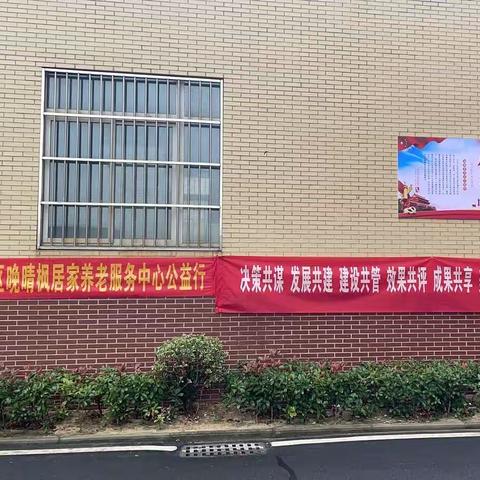 区晚晴枫居家养老服务中心公益行
决策共谋 发展共建 建设共管 效果共评 成果共享